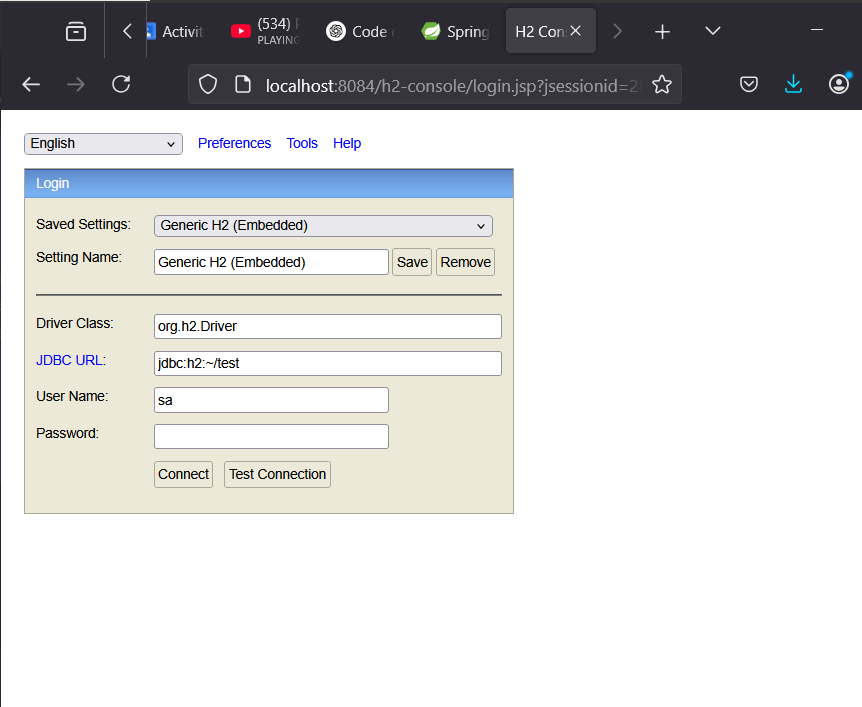 Activit
(534) F
PLAYING
Code
Spring
H2 Con
localhost:8084/h2-console/login.jsp?jsessionid=28
English Preferences Tools Help
Login
Saved Settings: Generic H2 (Embedded)
Setting Name: Generic H2 (Embedded) Save Remove
Driver Class: org.h2.Driver
JDBC URL: jdbc:h2:~/test
User Name: sa
Password:
Connect Test Connection